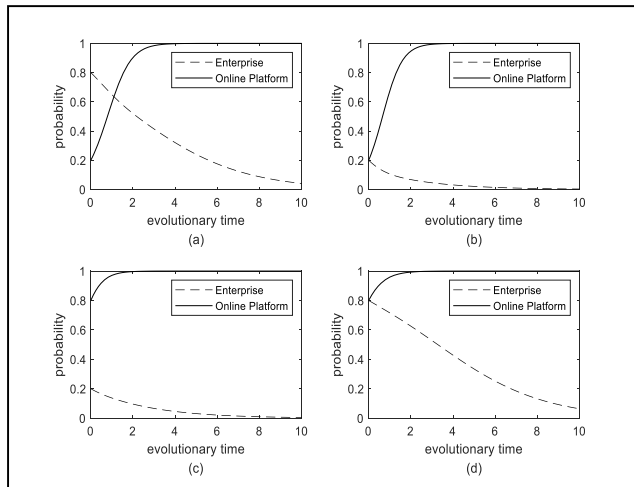 1
0.8
0.6
0.4
0.2
0
probability
Enterprise
Online Platform
0 2 4 6 8 10
evolutionary time
(a)
1
0.8
0.6
0.4
0.2
0
probability
Enterprise
Online Platform
0 2 4 6 8 10
evolutionary time
(b)
1
0.8
0.6
0.4
0.2
0
probability
Enterprise
Online Platform
0 2 4 6 8 10
evolutionary time
(c)
1
0.8
0.6
0.4
0.2
0
probability
Enterprise
Online Platform
0 2 4 6 8 10
evolutionary time
(d)